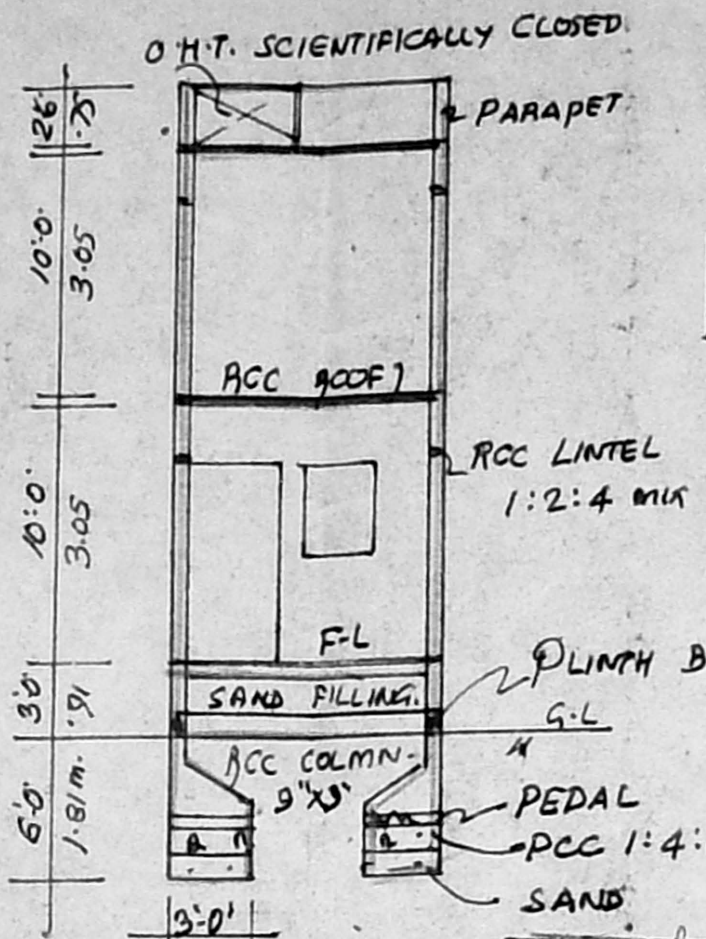 O.H.T. SCIENTIFICALLY CLOSED.
PARAPET
2'6" .75
10'-0" 3.05
RCC ROOF
RCC LINTEL
1:2:4 MIX
10'-0" 3.05
F-L
PLINTH B
SAND FILLING.
3'0" .91
G.L
RCC COLMN-
9"X9"
6'0" 1.81m.
PEDAL
PCC 1:4:
SAND
3'-0"